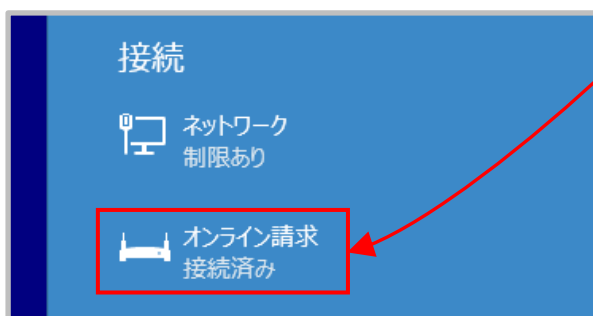 接続
ネットワーク
制限あり
オンライン請求
接続済み